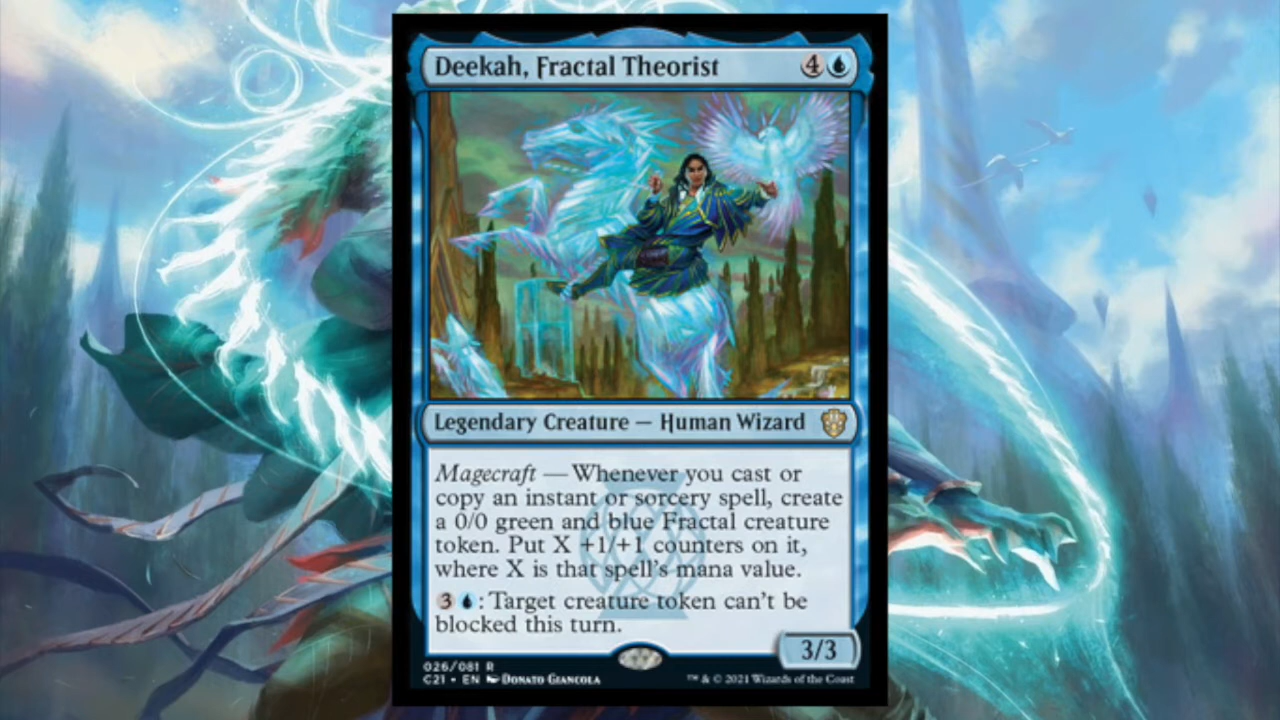 Deekah, Fractal Theorist 4
Legendary Creature — Human Wizard
Magecraft — Whenever you cast or
copy an instant or sorcery spell, create
a 0/0 green and blue Fractal creature
token. Put X +1/+1 counters on it,
where X is that spell's mana value.
3 : Target creature token can't be
blocked this turn.
3/3
026/081 R
C21 • EN Donato Giancola
™ & © 2021 Wizards of the Coast